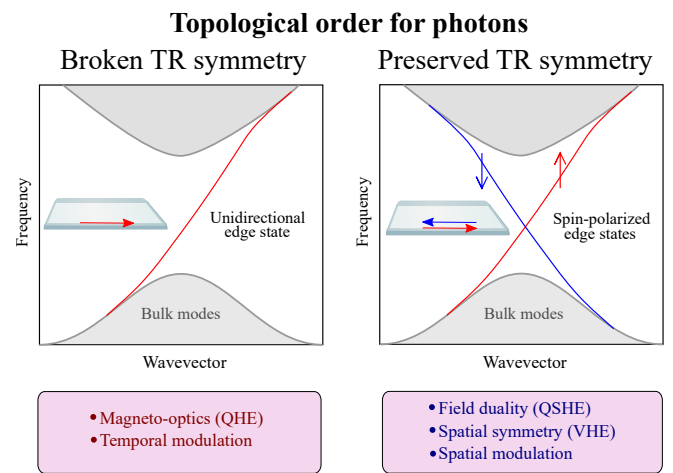 Topological order for photons
Broken TR symmetry
Frequency
Unidirectional
edge state
Bulk modes
Wavevector
• Magneto-optics (QHE)
• Temporal modulation
Preserved TR symmetry
Frequency
Spin-polarized
edge states
Bulk modes
Wavevector
• Field duality (QSHE)
• Spatial symmetry (VHE)
• Spatial modulation